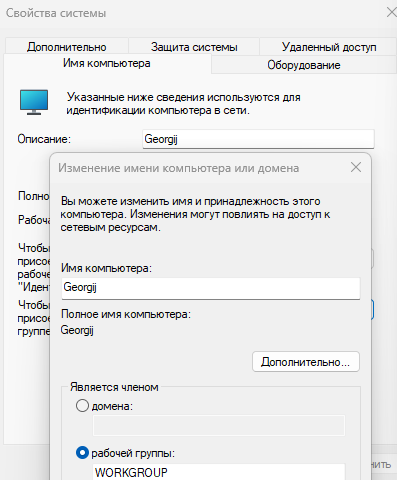 Свойства системы
Дополнительно
Защита системы
Удаленный доступ
Имя компьютера
Оборудование
Указанные ниже сведения используются для
идентификации компьютера в сети.
Описание:
Georgij
Полно
Рабоча
Чтобы
присое
рабоче
"Иден
Чтобы
присое
группе
нить
Изменение имени компьютера или домена
Вы можете изменить имя и принадлежность этого
компьютера. Изменения могут повлиять на доступ к
сетевым ресурсам.
Имя компьютера:
Georgij
Полное имя компьютера:
Georgij
Дополнительно...
Является членом
домена:
рабочей группы:
WORKGROUP